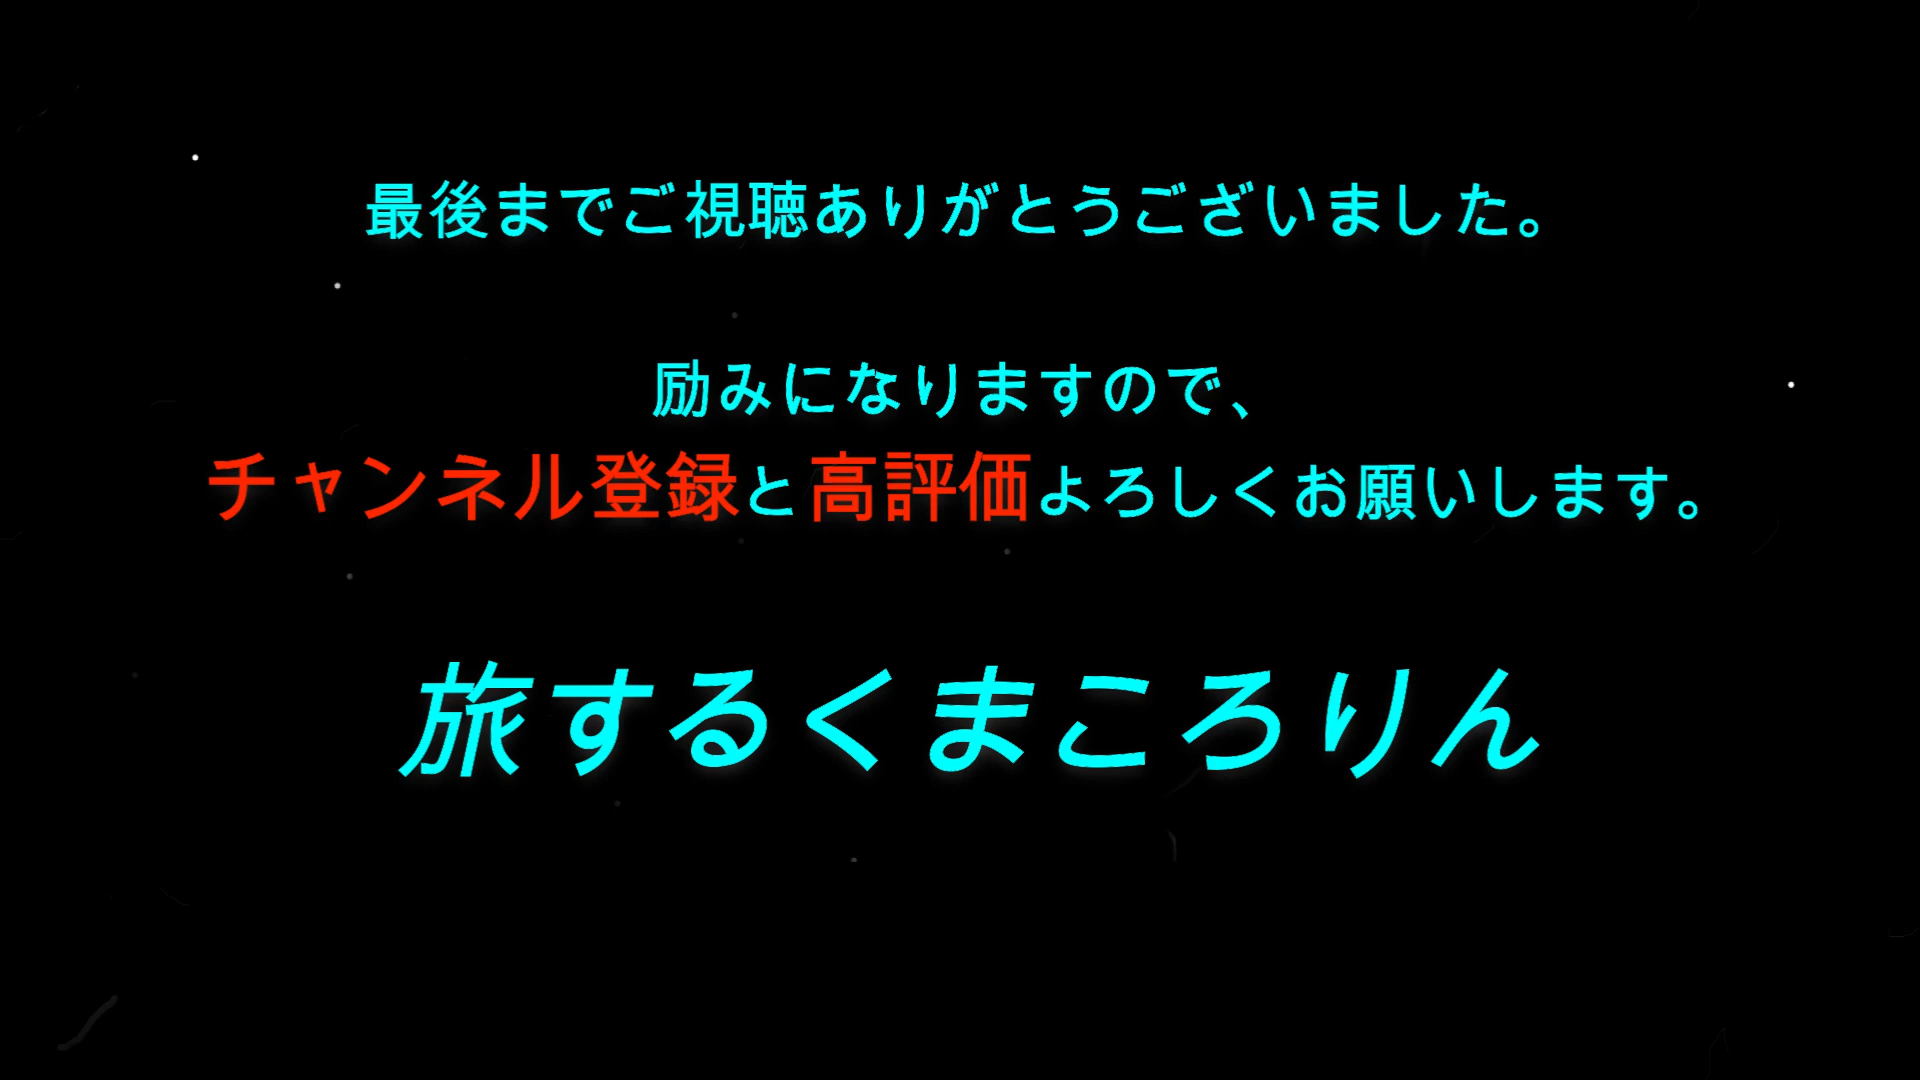 最後までご視聴ありがとうございました。
励みになりますので、
チャンネル登録と高評価よろしくお願いします。
旅するくまころりん